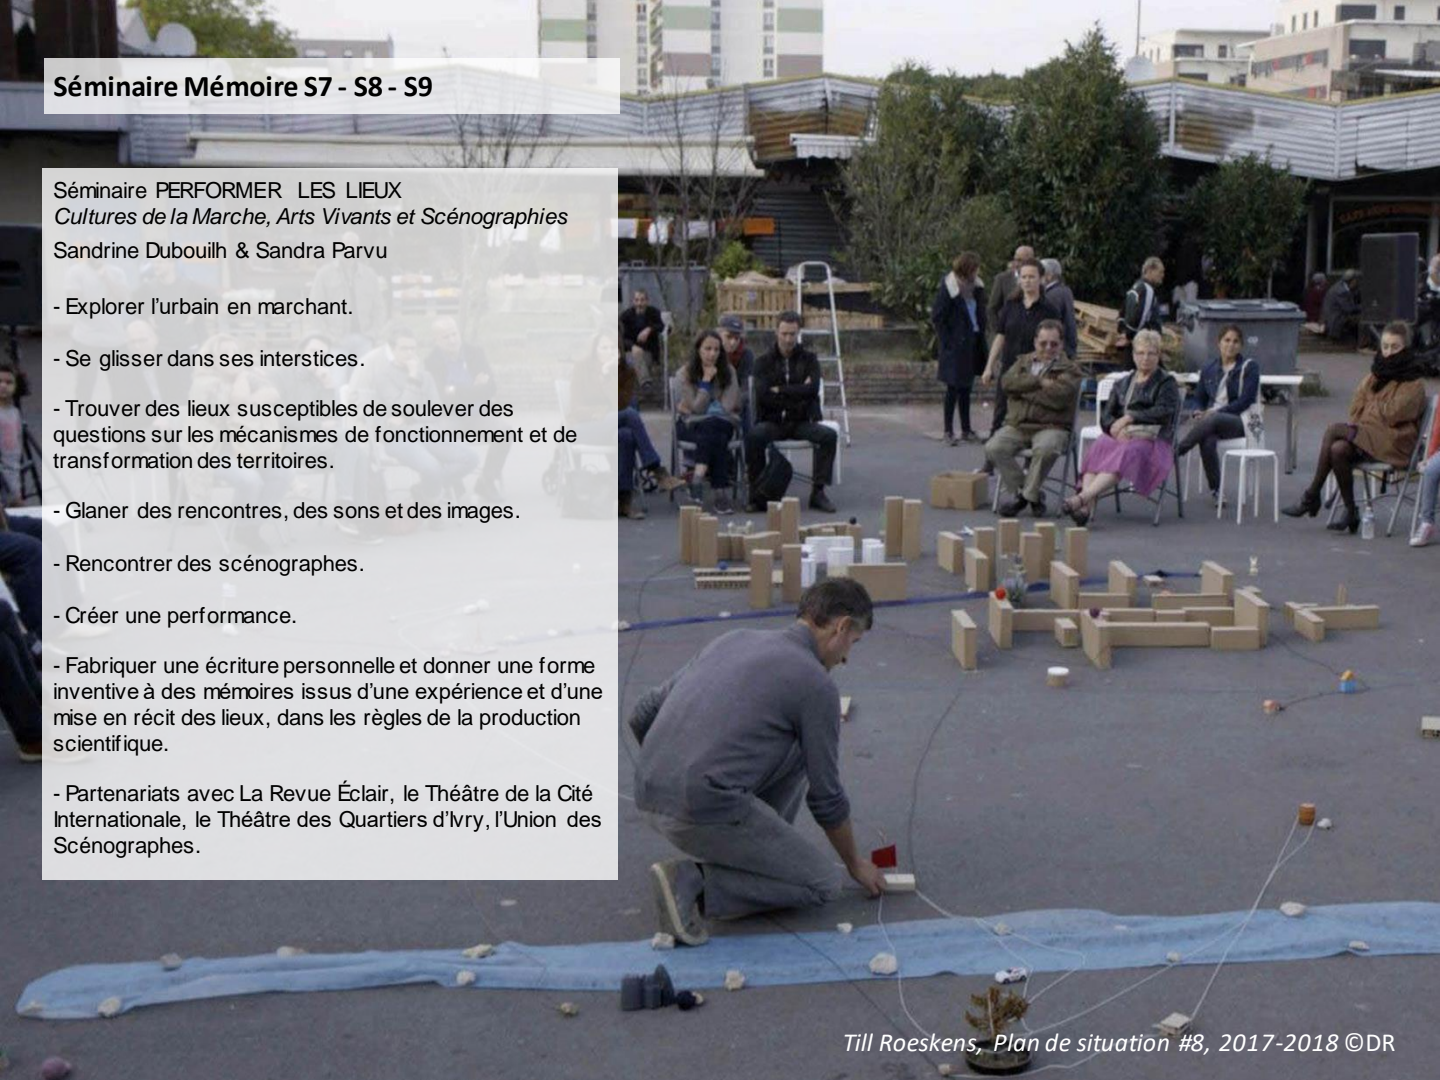 Séminaire Mémoire S7 - S8 - S9
Séminaire PERFORMER LES LIEUX
Cultures de la Marche, Arts Vivants et Scénographies
Sandrine Dubouilh & Sandra Parvu
- Explorer l’urbain en marchant.
- Se glisser dans ses interstices.
- Trouver des lieux susceptibles de soulever des
questions sur les mécanismes de fonctionnement et de
transformation des territoires.
- Glaner des rencontres, des sons et des images.
- Rencontrer des scénographes.
- Créer une performance.
- Fabriquer une écriture personnelle et donner une forme
inventive à des mémoires issus d’une expérience et d’une
mise en récit des lieux, dans les règles de la production
scientifique.
- Partenariats avec La Revue Éclair, le Théâtre de la Cité
Internationale, le Théâtre des Quartiers d’Ivry, l’Union des
Scénographes.
Till Roeskens, Plan de situation #8, 2017-2018 ©DR